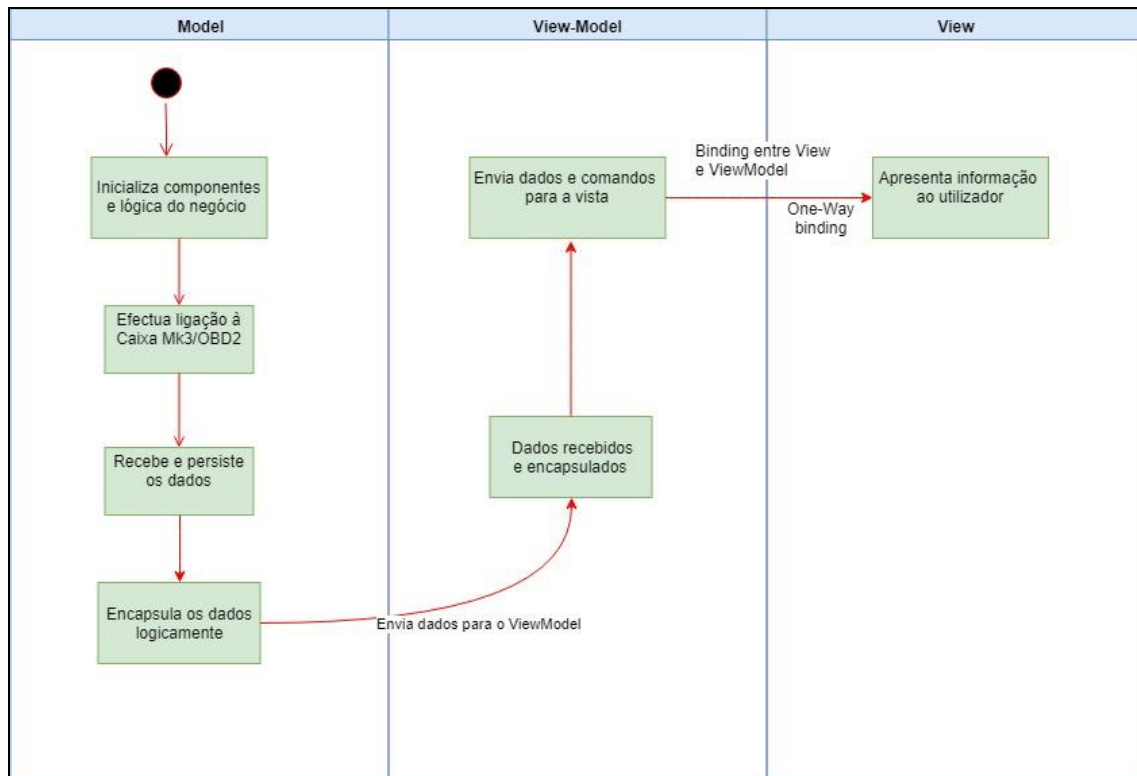 Model
View-Model
View
Inicializa componentes
e lógica do negócio
Efectua ligação à
Caixa Mk3/OBD2
Recebe e persiste
os dados
Encapsula os dados
logicamente
Envia dados para o ViewModel
Dados recebidos
e encapsulados
Envia dados e comandos
para a vista
Binding entre View
e ViewModel
One-Way
binding
Apresenta informação
ao utilizador